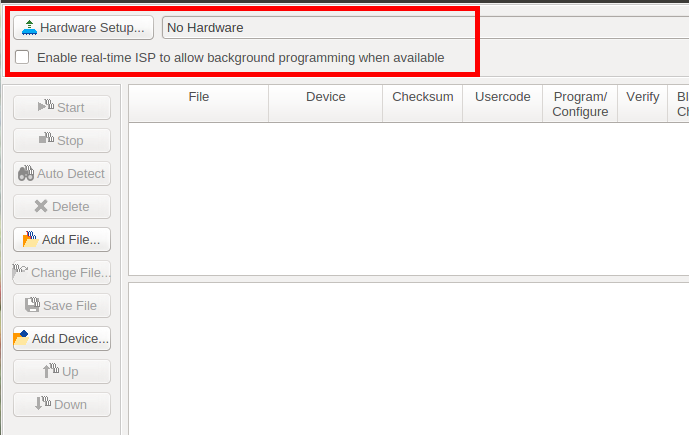 Hardware Setup... No Hardware
Enable real-time ISP to allow background programming when available
Start
Stop
Auto Detect
Delete
Add File...
Change File...
Save File
Add Device...
Up
Down
File Device Checksum Usercode Program/ Verify Bl
Configure Ch